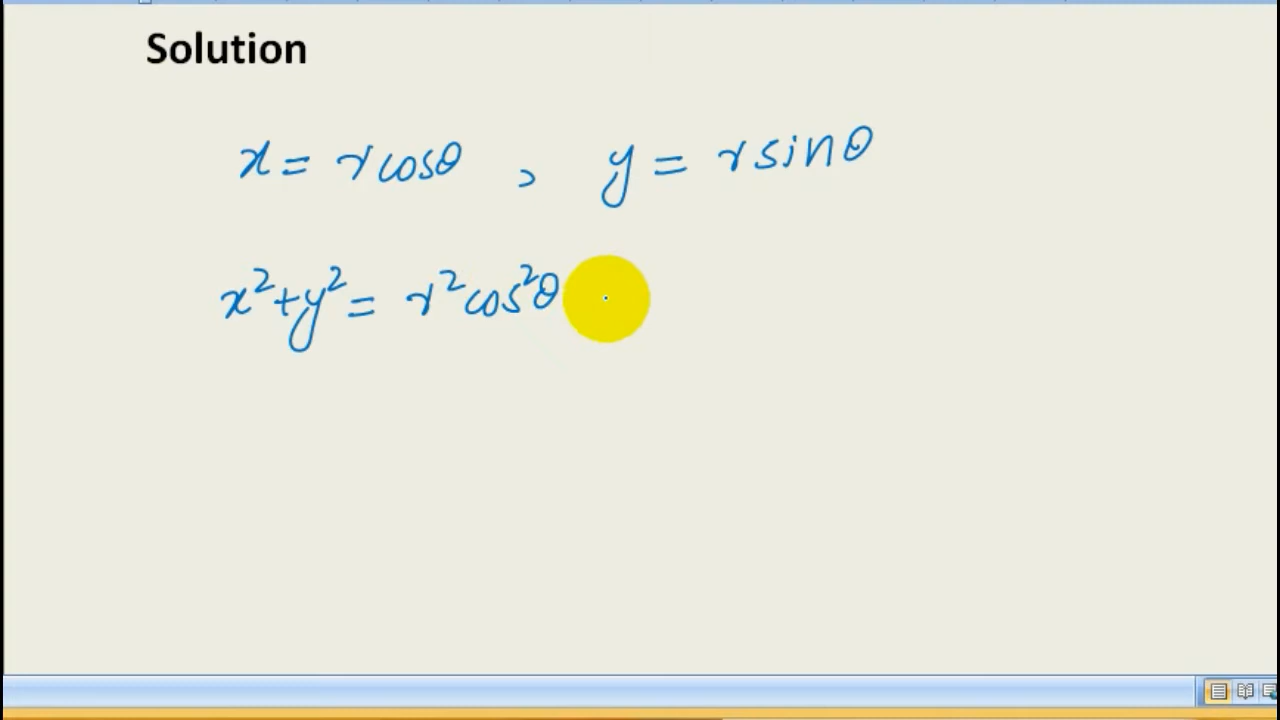 Solution
x = r cosθ , y = r sinθ
x²+y² = r²cos²θ